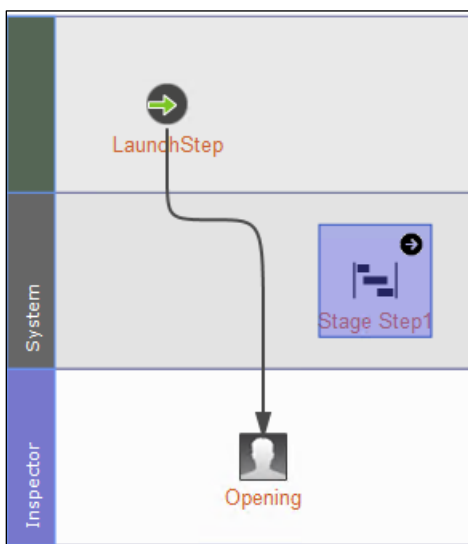 LaunchStep
System
Stage Step1
Inspector
Opening